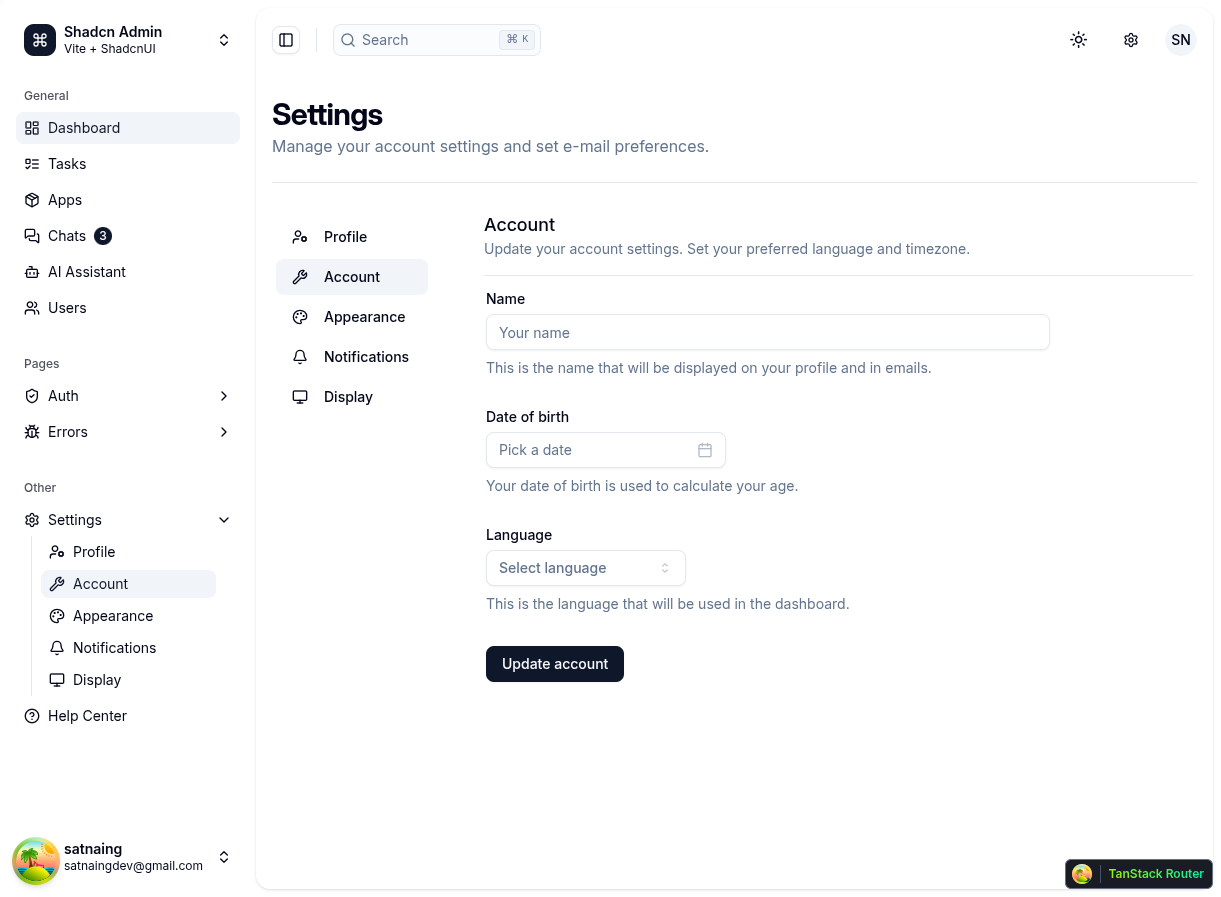 Shadcn Admin
Vite + ShadcnUI
General
Dashboard
Tasks
Apps
Chats 3
AI Assistant
Users
Pages
Auth
Errors
Other
Settings
Profile
Account
Appearance
Notifications
Display
Help Center
satnaing
satnaingdev@gmail.com
Search ⌘ K
SN
Settings
Manage your account settings and set e-mail preferences.
Profile
Account
Appearance
Notifications
Display
Account
Update your account settings. Set your preferred language and timezone.
Name
Your name
This is the name that will be displayed on your profile and in emails.
Date of birth
Pick a date
Your date of birth is used to calculate your age.
Language
Select language
This is the language that will be used in the dashboard.
Update account
TanStack Router